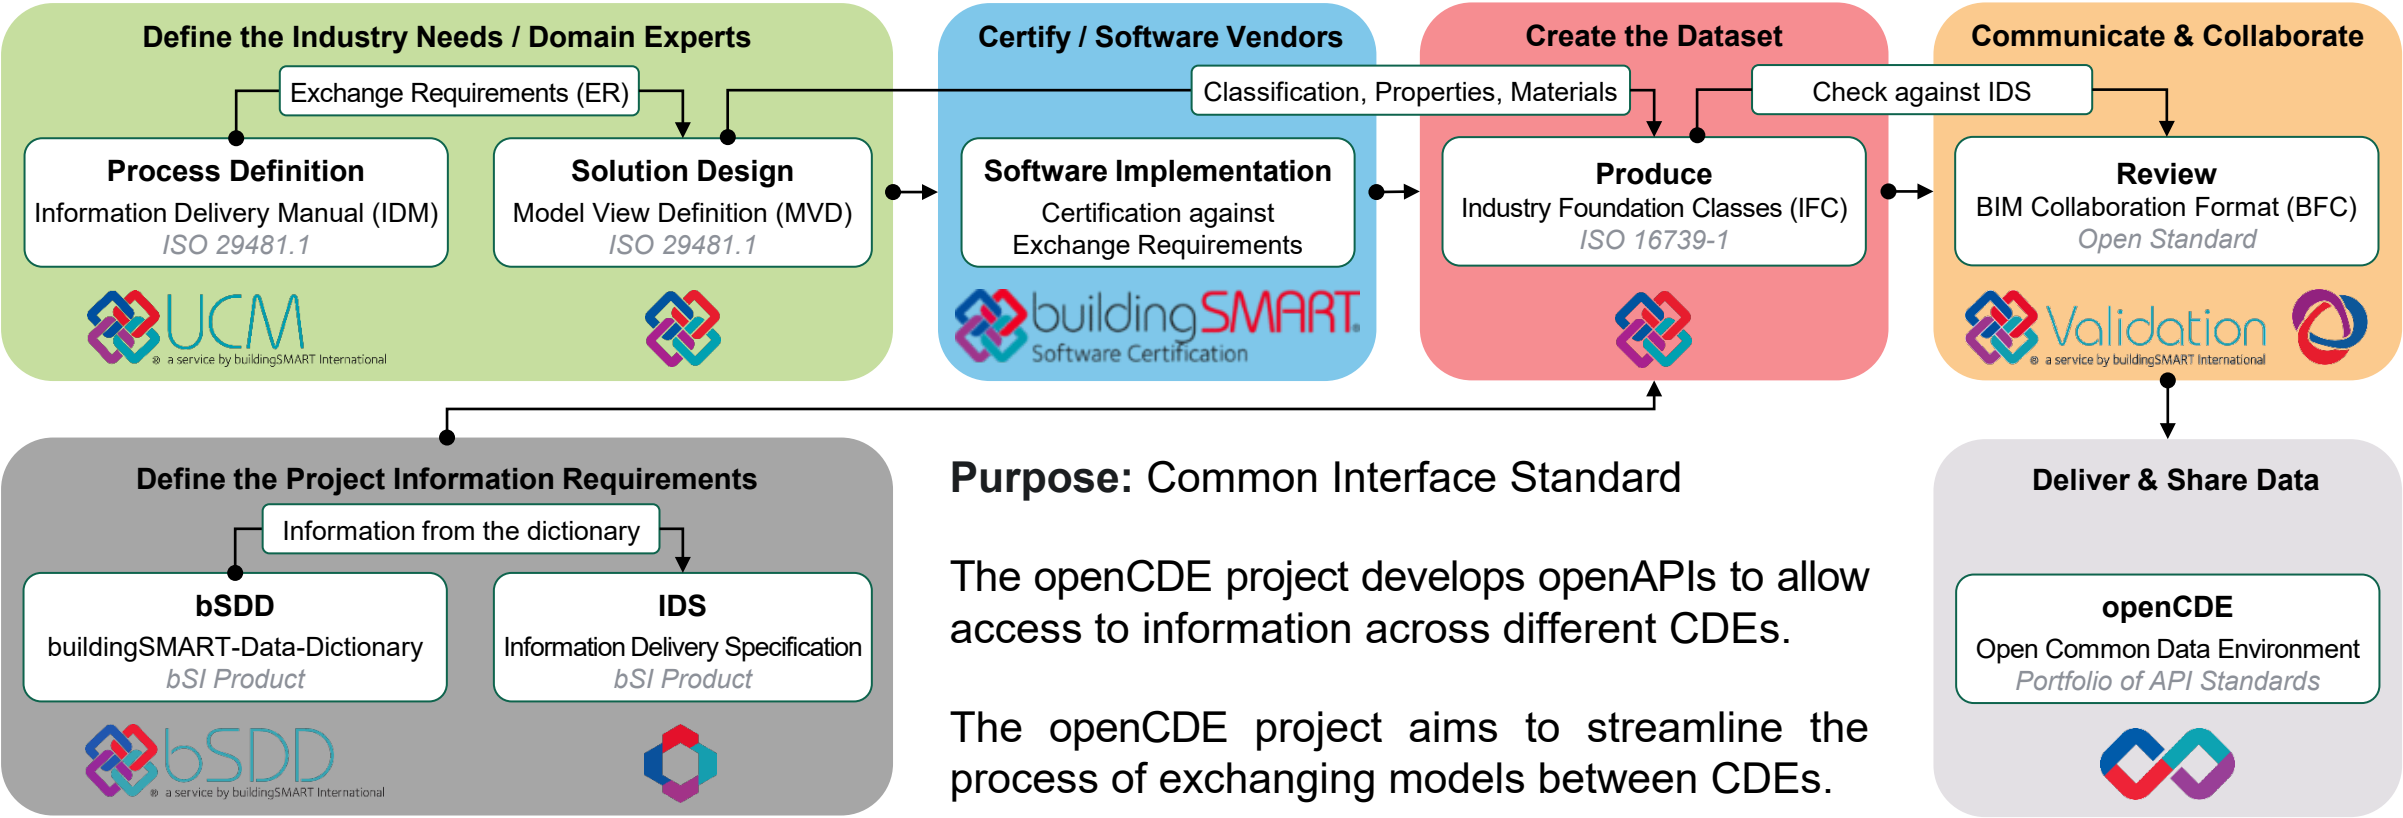 Define the Industry Needs / Domain Experts
Exchange Requirements (ER)
Process Definition
Information Delivery Manual (IDM)
ISO 29481.1
Solution Design
Model View Definition (MVD)
ISO 29481.1
UCM
® a service by buildingSMART International
Certify / Software Vendors
Classification, Properties, Materials
Software Implementation
Certification against
Exchange Requirements
buildingSMART®
Software Certification
Create the Dataset
Produce
Industry Foundation Classes (IFC)
ISO 16739-1
Communicate & Collaborate
Check against IDS
Review
BIM Collaboration Format (BFC)
Open Standard
Validation
® a service by buildingSMART International
Define the Project Information Requirements
Information from the dictionary
bSDD
buildingSMART-Data-Dictionary
bSI Product
IDS
Information Delivery Specification
bSI Product
bSDD
® a service by buildingSMART International
Purpose: Common Interface Standard
The openCDE project develops openAPIs to allow
access to information across different CDEs.
The openCDE project aims to streamline the
process of exchanging models between CDEs.
Deliver & Share Data
openCDE
Open Common Data Environment
Portfolio of API Standards